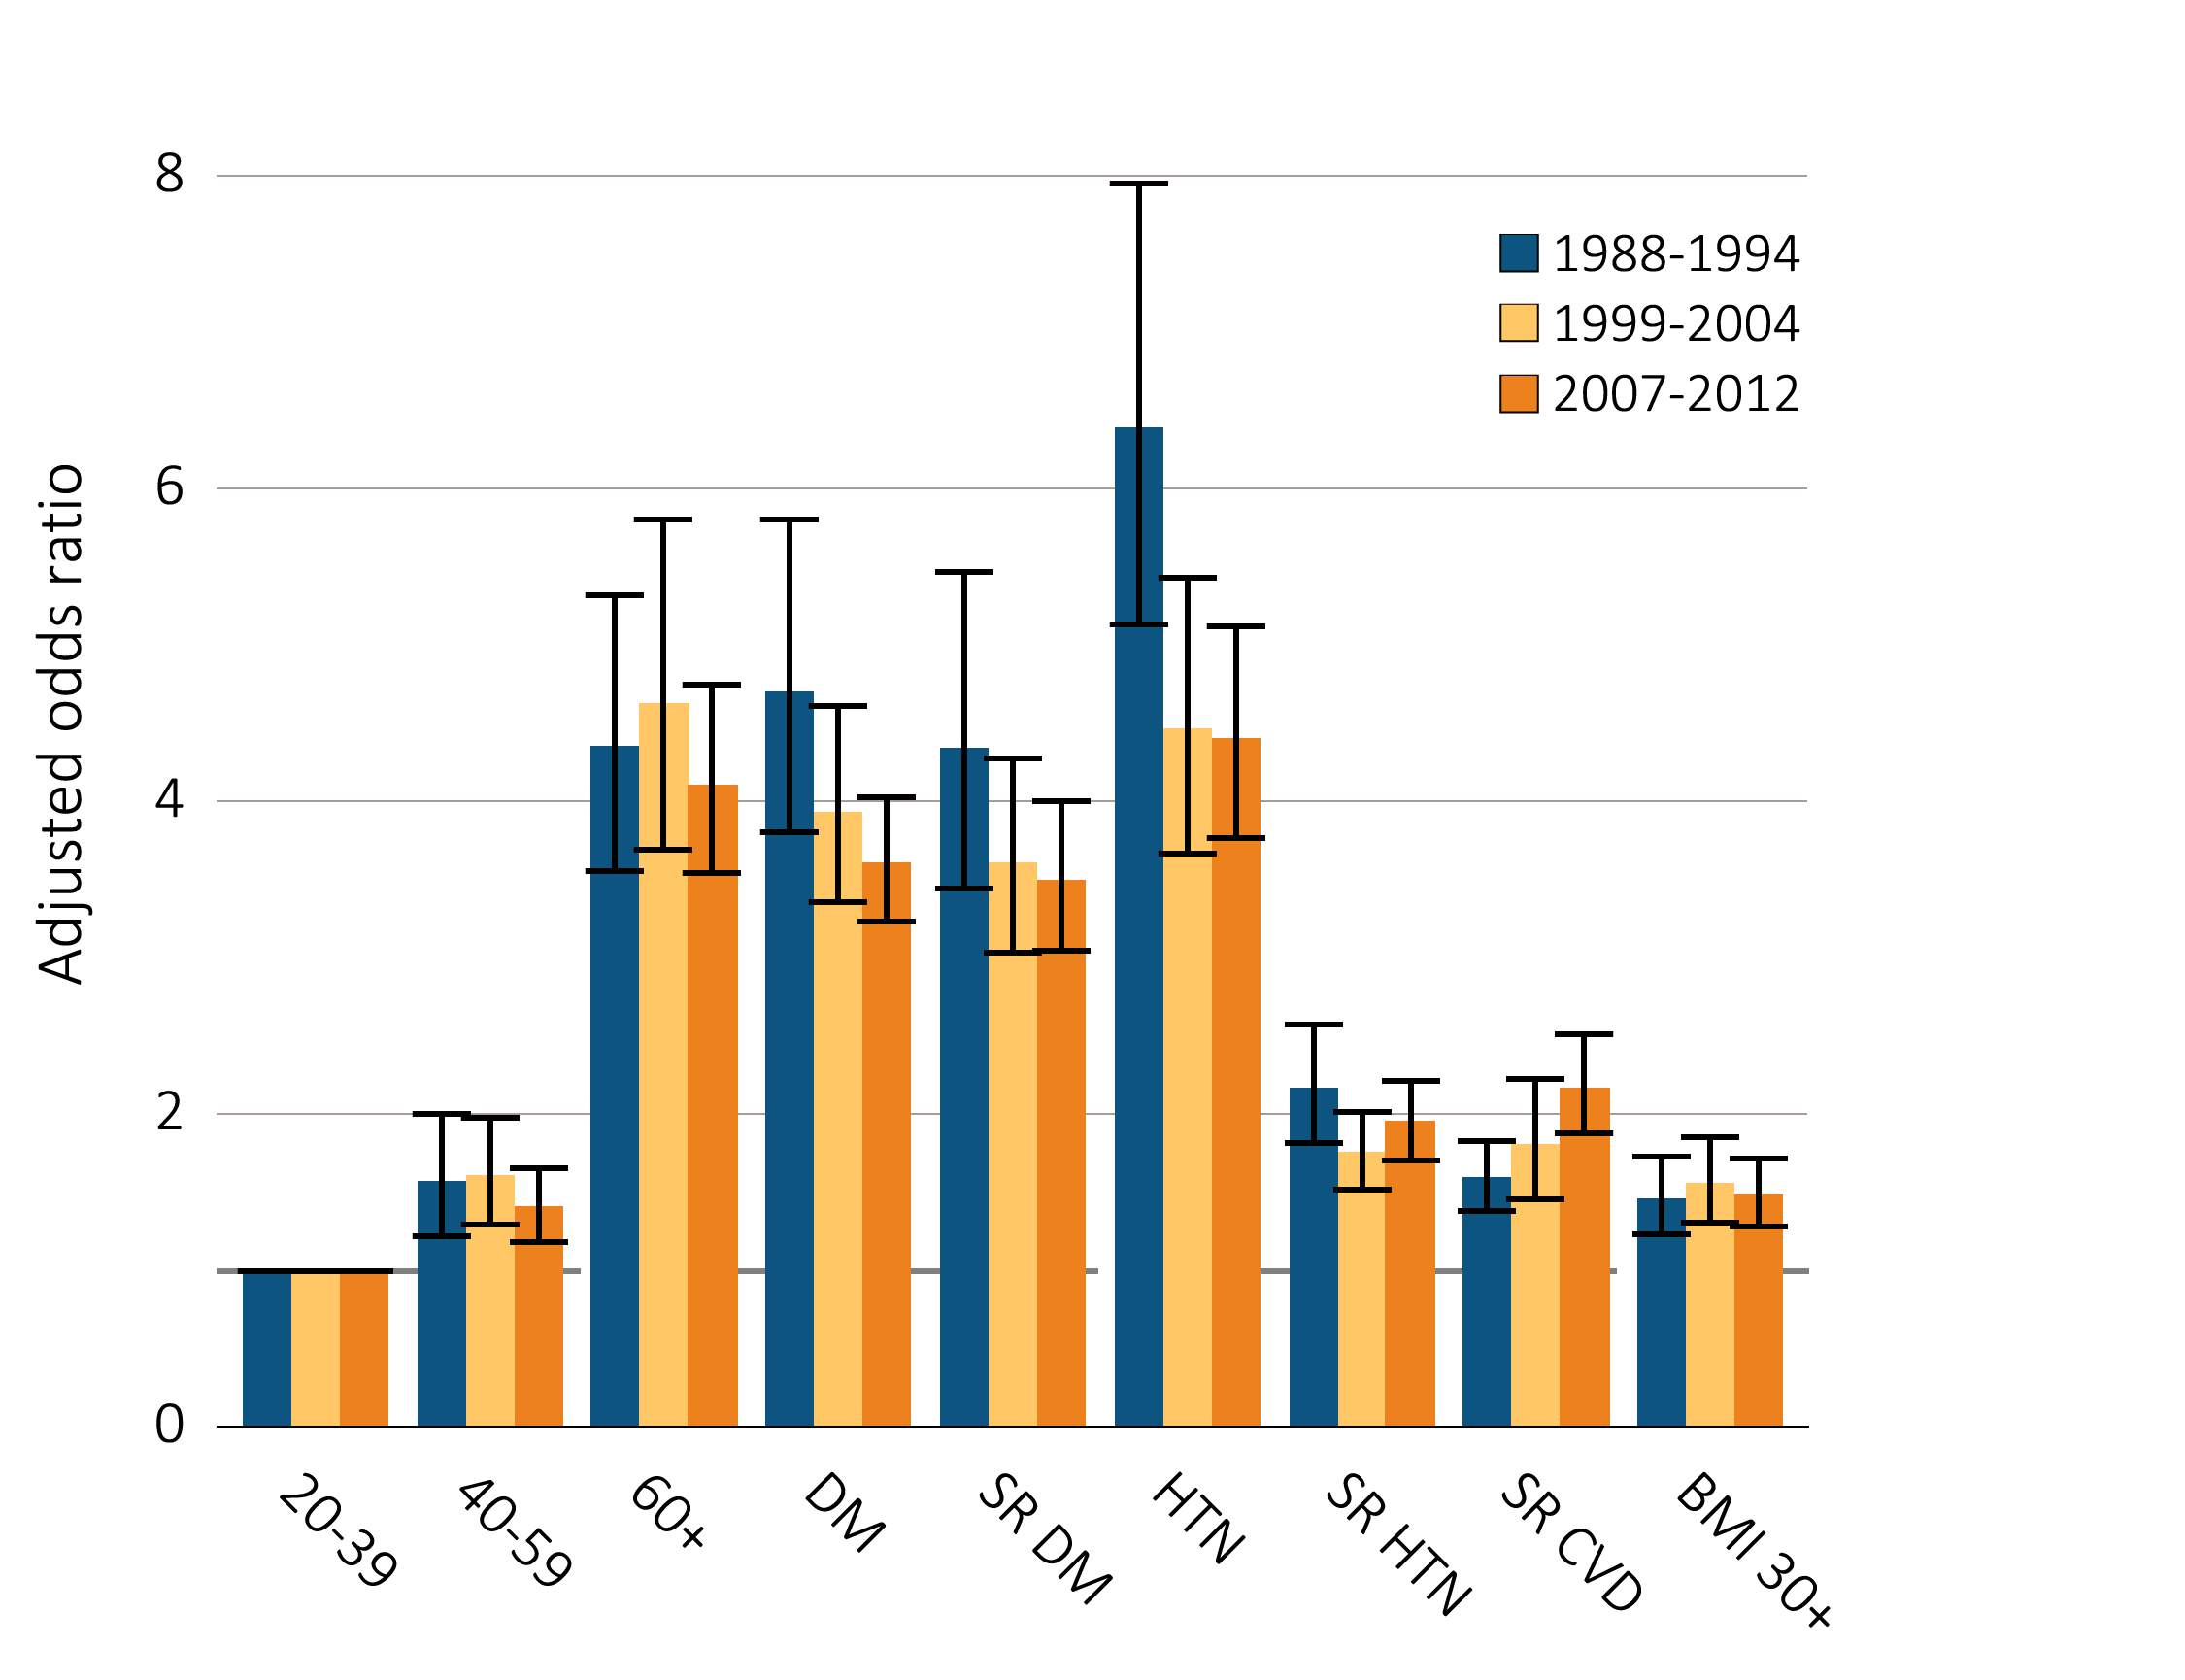 8
6
4
2
0
Adjusted odds ratio
1988-1994
1999-2004
2007-2012
20-39
40-59
60+
DM
SR DM
HTN
SR HTN
SR CVD
BMI 30+